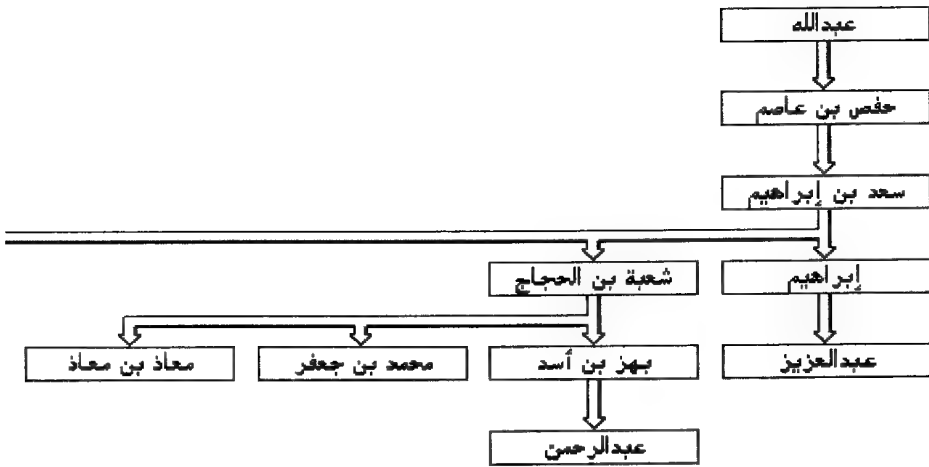 عبدالله
حفص بن عاصم
سعد بن إبراهيم
إبراهيم
شعبة بن الحجاج
عبدالعزيز
بهز بن أسد
محمد بن جعفر
معاذ بن معاذ
عبدالرحمن